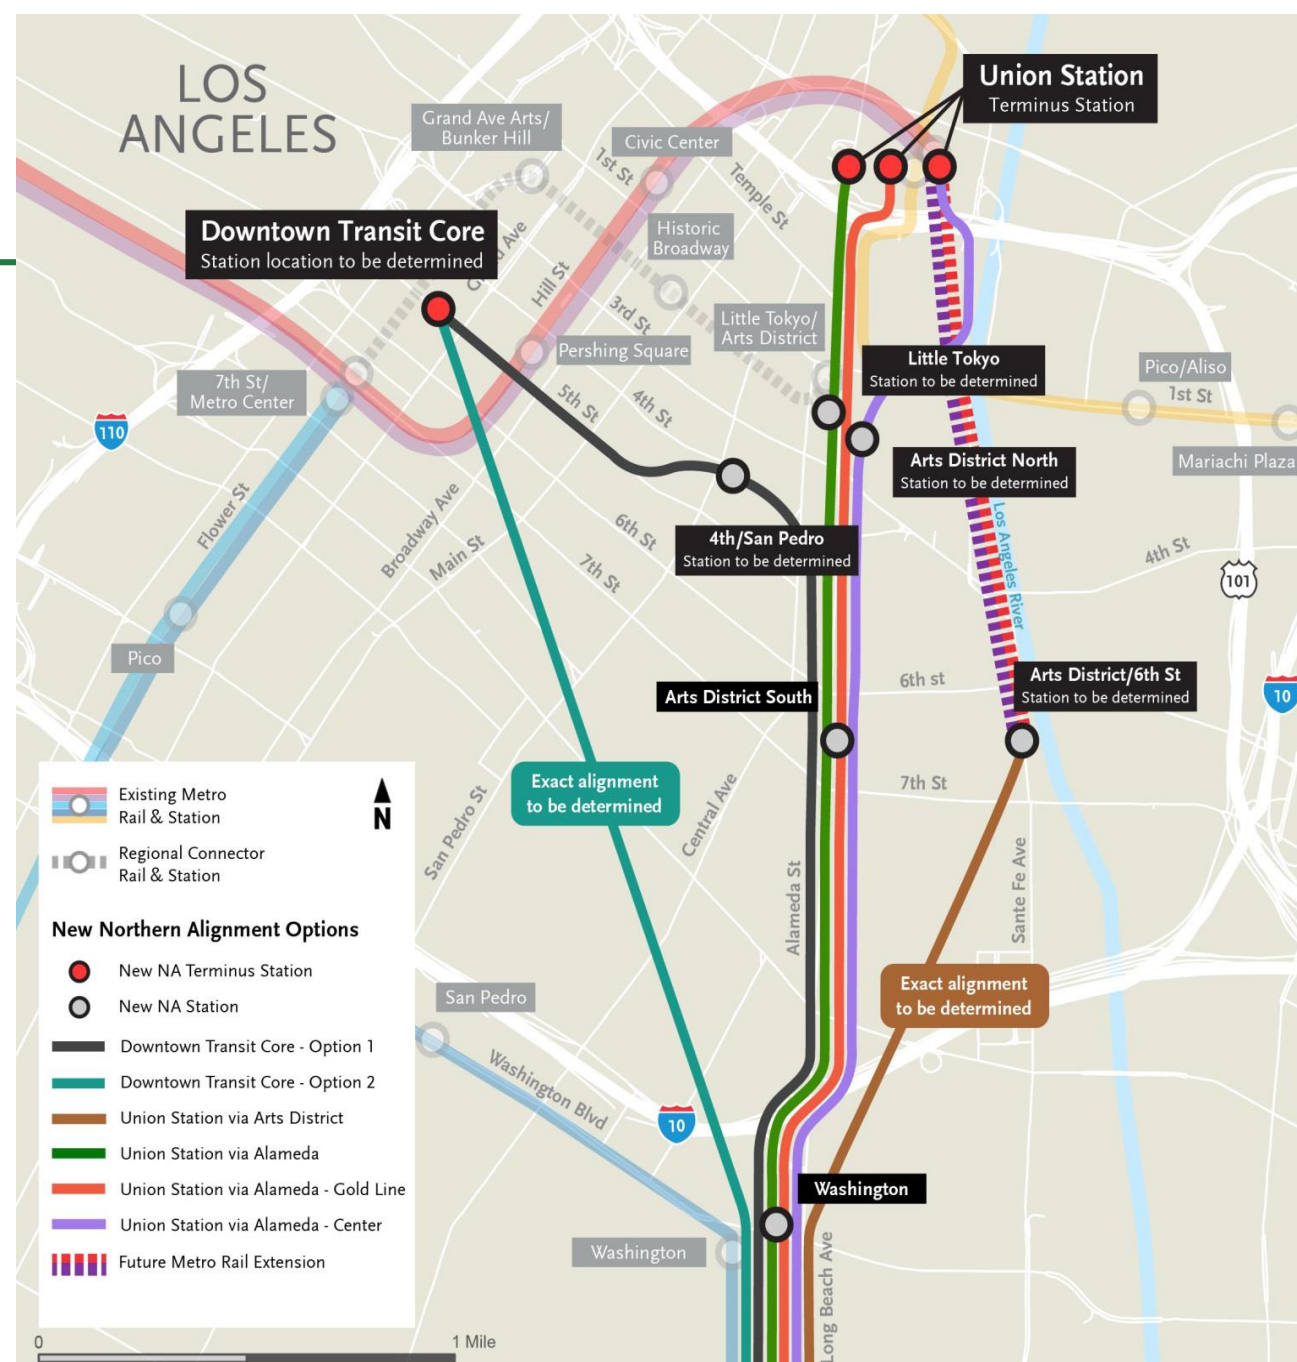 LOS
ANGELES
Union Station
Terminus Station
Grand Ave Arts/
Bunker Hill
Civic Center
1st St
Temple St
Downtown Transit Core
Station location to be determined
Historic
Broadway
Hill St
3rd St
Little Tokyo/
Arts District
Pershing Square
Little Tokyo
Station to be determined
Pico/Aliso
1st St
7th St/
Metro Center
5th St
4th St
110
Arts District North
Station to be determined
Mariachi Plaza
Flower St
Broadway Ave
Main St
6th St
7th St
4th/San Pedro
Station to be determined
Los Angeles River
4th St
101
Pico
6th st
Arts District/6th St
Station to be determined
10
Arts District South
Exact alignment
to be determined
7th St
San Pedro St
Central Ave
Alameda St
Sante Fe Ave
Existing Metro
Rail & Station
N
Regional Connector
Rail & Station
New Northern Alignment Options
New NA Terminus Station
New NA Station
Downtown Transit Core - Option 1
Downtown Transit Core - Option 2
Union Station via Arts District
Union Station via Alameda
Union Station via Alameda - Gold Line
Union Station via Alameda - Center
Future Metro Rail Extension
San Pedro
Exact alignment
to be determined
Washington Blvd
10
Washington
Washington
Long Beach Ave
0
1 Mile